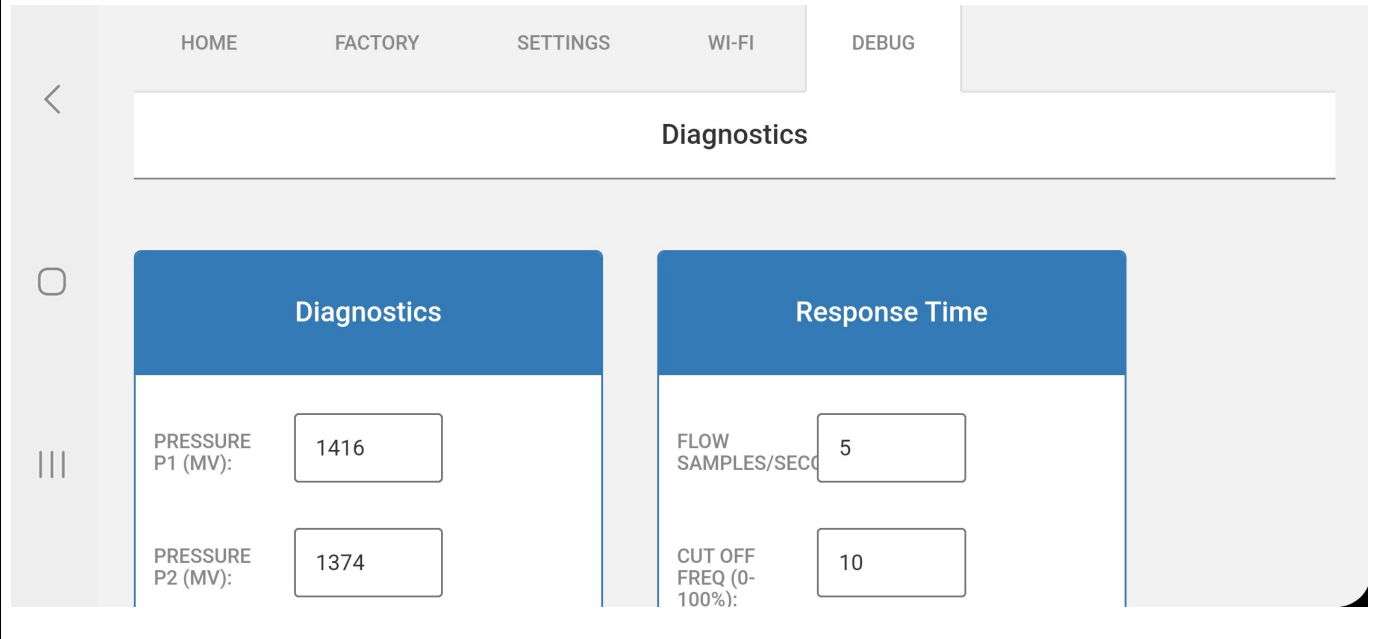 HOME FACTORY SETTINGS WI-FI DEBUG
Diagnostics
Diagnostics
PRESSURE
P1 (MV):
1416
PRESSURE
P2 (MV):
1374
Response Time
FLOW
SAMPLES/SECO
5
CUT OFF
FREQ (0-
100%):
10